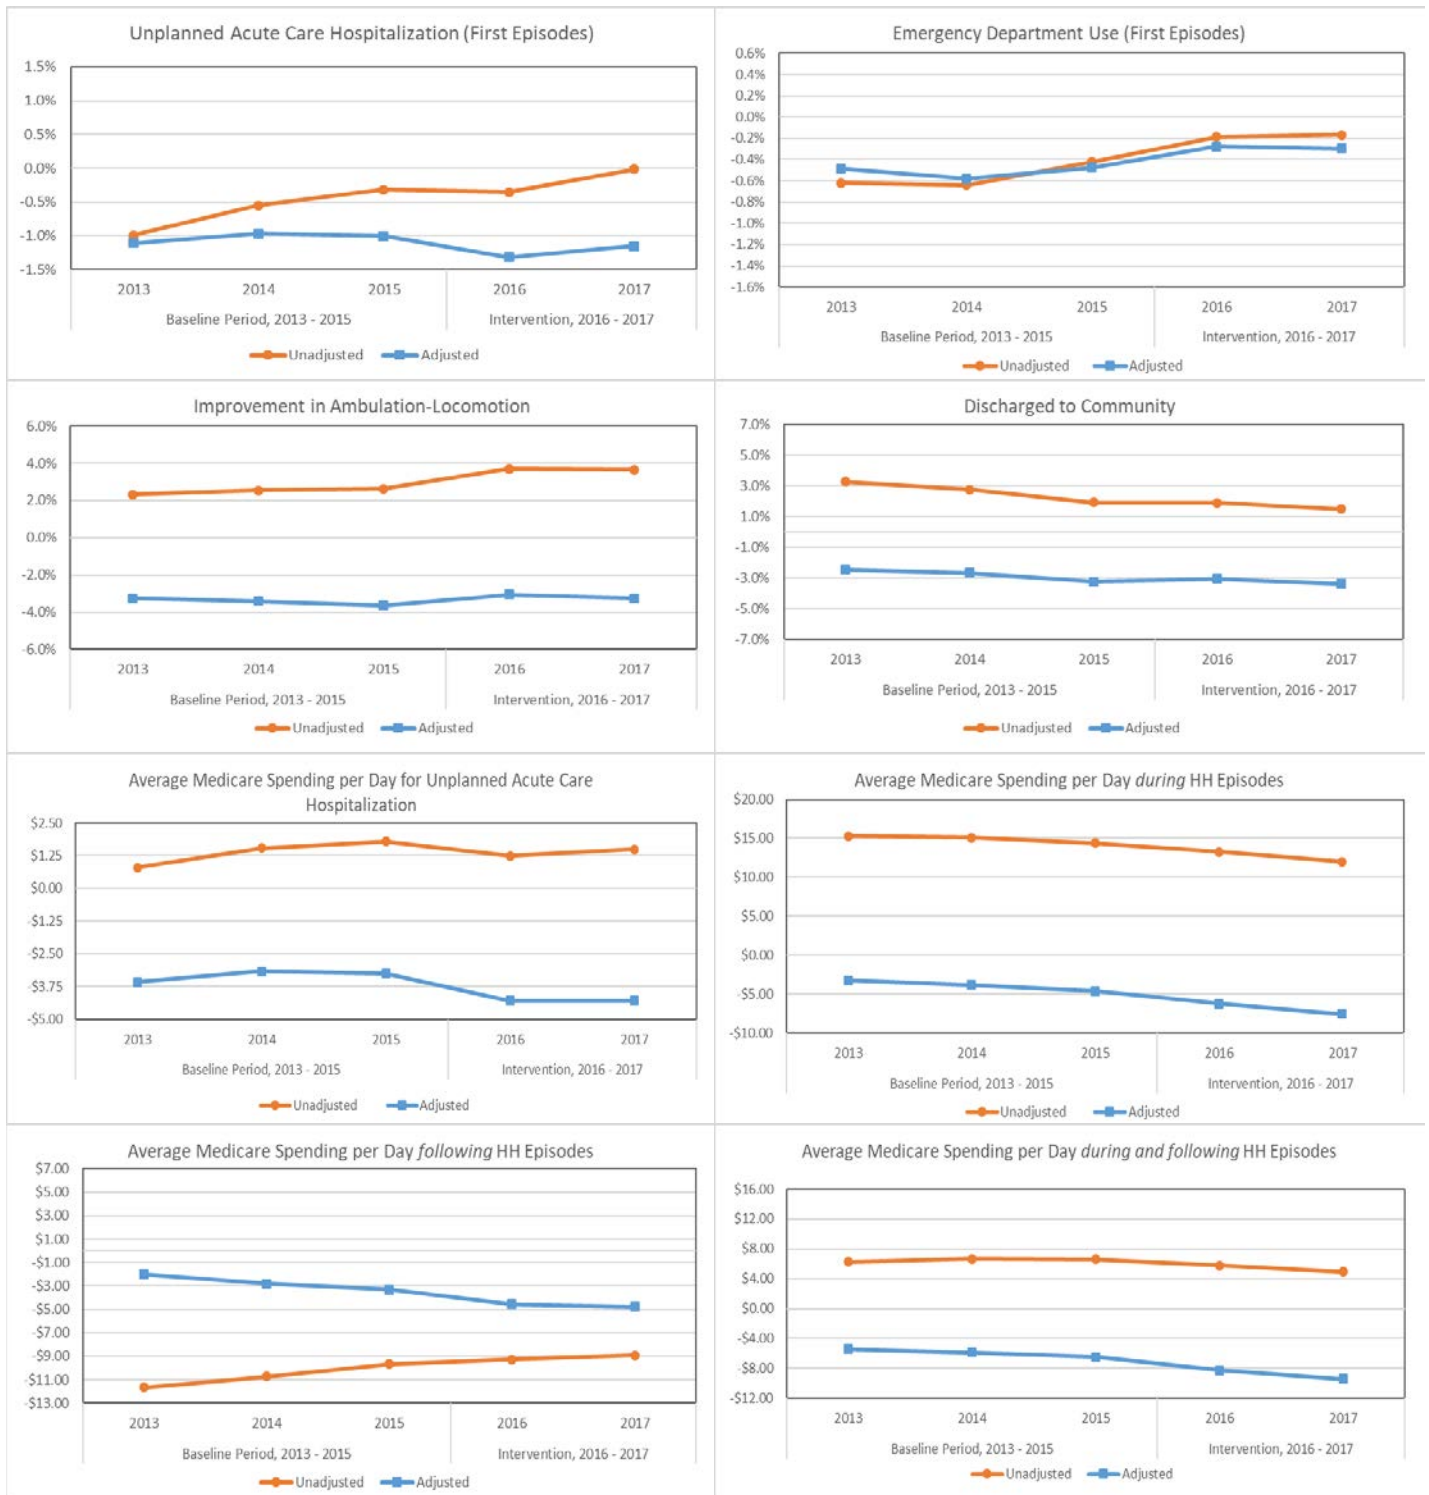 Unplanned Acute Care Hospitalization (First Episodes)
1.5%
1.0%
0.5%
0.0%
-0.5%
-1.0%
-1.5%
2013 2014 2015 2016 2017
Baseline Period, 2013 - 2015 Intervention, 2016 - 2017
Unadjusted Adjusted
Emergency Department Use (First Episodes)
0.6%
0.4%
0.2%
0.0%
-0.2%
-0.4%
-0.6%
-0.8%
-1.0%
-1.2%
-1.4%
-1.6%
2013 2014 2015 2016 2017
Baseline Period, 2013 - 2015 Intervention, 2016 - 2017
Unadjusted Adjusted
Improvement in Ambulation-Locomotion
6.0%
4.0%
2.0%
0.0%
-2.0%
-4.0%
-6.0%
2013 2014 2015 2016 2017
Baseline Period, 2013 - 2015 Intervention, 2016 - 2017
Unadjusted Adjusted
Discharged to Community
7.0%
5.0%
3.0%
1.0%
-1.0%
-3.0%
-5.0%
-7.0%
2013 2014 2015 2016 2017
Baseline Period, 2013 - 2015 Intervention, 2016 - 2017
Unadjusted Adjusted
Average Medicare Spending per Day for Unplanned Acute Care
Hospitalization
$2.50
$1.25
$0.00
-$1.25
-$2.50
-$3.75
-$5.00
2013 2014 2015 2016 2017
Baseline Period, 2013 - 2015 Intervention, 2016 - 2017
Unadjusted Adjusted
Average Medicare Spending per Day during HH Episodes
$20.00
$15.00
$10.00
$5.00
$0.00
-$5.00
-$10.00
2013 2014 2015 2016 2017
Baseline Period, 2013 - 2015 Intervention, 2016 - 2017
Unadjusted Adjusted
Average Medicare Spending per Day following HH Episodes
$7.00
$5.00
$3.00
$1.00
-$1.00
-$3.00
-$5.00
-$7.00
-$9.00
-$11.00
-$13.00
2013 2014 2015 2016 2017
Baseline Period, 2013 - 2015 Intervention, 2016 - 2017
Unadjusted Adjusted
Average Medicare Spending per Day during and following HH Episodes
$16.00
$12.00
$8.00
$4.00
$0.00
-$4.00
-$8.00
-$12.00
2013 2014 2015 2016 2017
Baseline Period, 2013 - 2015 Intervention, 2016 - 2017
Unadjusted Adjusted